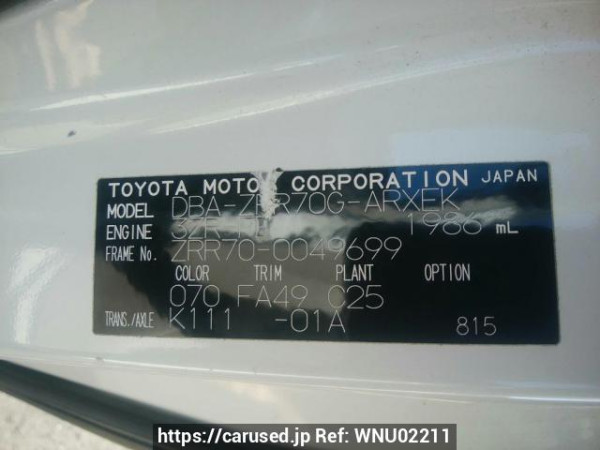 TOYOTA MOTOR CORPORATION JAPAN
MODEL DBA-ZRR70G-ARXEK
ENGINE 1986 mL
FRAME No. ZRR70-0049699
COLOR TRIM PLANT OPTION
070 FA49 C25
TRANS./AXLE K111 -01A 815
https://carused.jp Ref: WNU02211